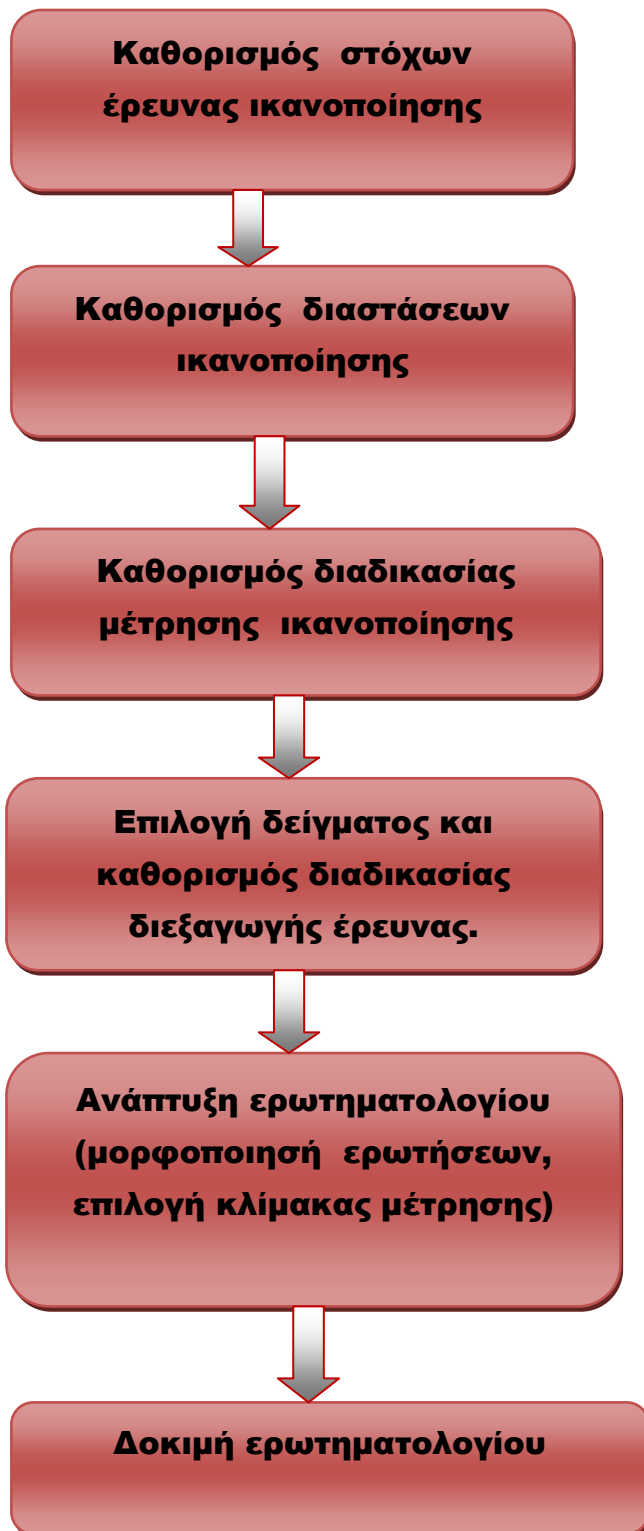 Καθορισμός στόχων
έρευνας ικανοποίησης
Καθορισμός διαστάσεων
ικανοποίησης
Καθορισμός διαδικασίας
μέτρησης ικανοποίησης
Επιλογή δείγματος και
καθορισμός διαδικασίας
διεξαγωγής έρευνας.
Ανάπτυξη ερωτηματολογίου
(μορφοποιησή ερωτήσεων,
επιλογή κλίμακας μέτρησης)
Δοκιμή ερωτηματολογίου